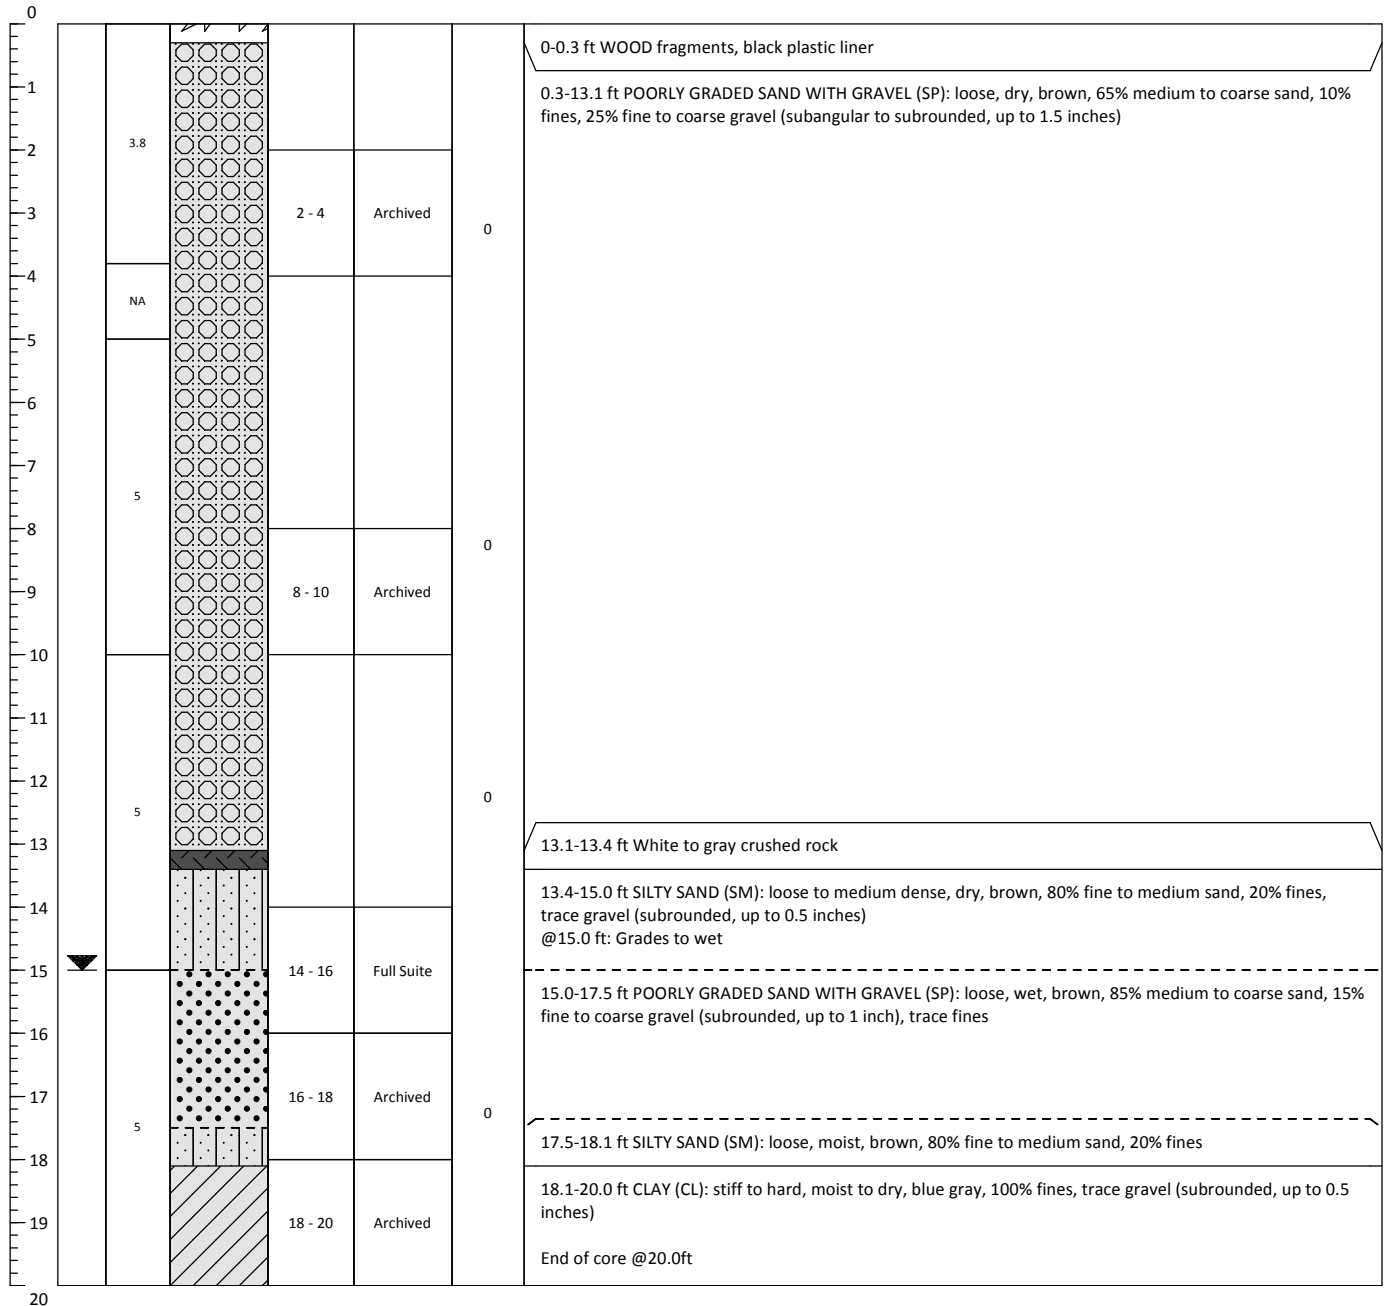 0
1
2
3
4
5
6
7
8
9
10
11
12
13
14
15
16
17
18
19
20
3.8
NA
5
5
5
2 - 4
Archived
8 - 10
Archived
14 - 16
Full Suite
16 - 18
Archived
18 - 20
Archived
0
0
0
0
0-0.3 ft WOOD fragments, black plastic liner
0.3-13.1 ft POORLY GRADED SAND WITH GRAVEL (SP): loose, dry, brown, 65% medium to coarse sand, 10%
fines, 25% fine to coarse gravel (subangular to subrounded, up to 1.5 inches)
13.1-13.4 ft White to gray crushed rock
13.4-15.0 ft SILTY SAND (SM): loose to medium dense, dry, brown, 80% fine to medium sand, 20% fines,
trace gravel (subrounded, up to 0.5 inches)
@15.0 ft: Grades to wet
15.0-17.5 ft POORLY GRADED SAND WITH GRAVEL (SP): loose, wet, brown, 85% medium to coarse sand, 15%
fine to coarse gravel (subrounded, up to 1 inch), trace fines
17.5-18.1 ft SILTY SAND (SM): loose, moist, brown, 80% fine to medium sand, 20% fines
18.1-20.0 ft CLAY (CL): stiff to hard, moist to dry, blue gray, 100% fines, trace gravel (subrounded, up to 0.5
inches)
End of core @20.0ft